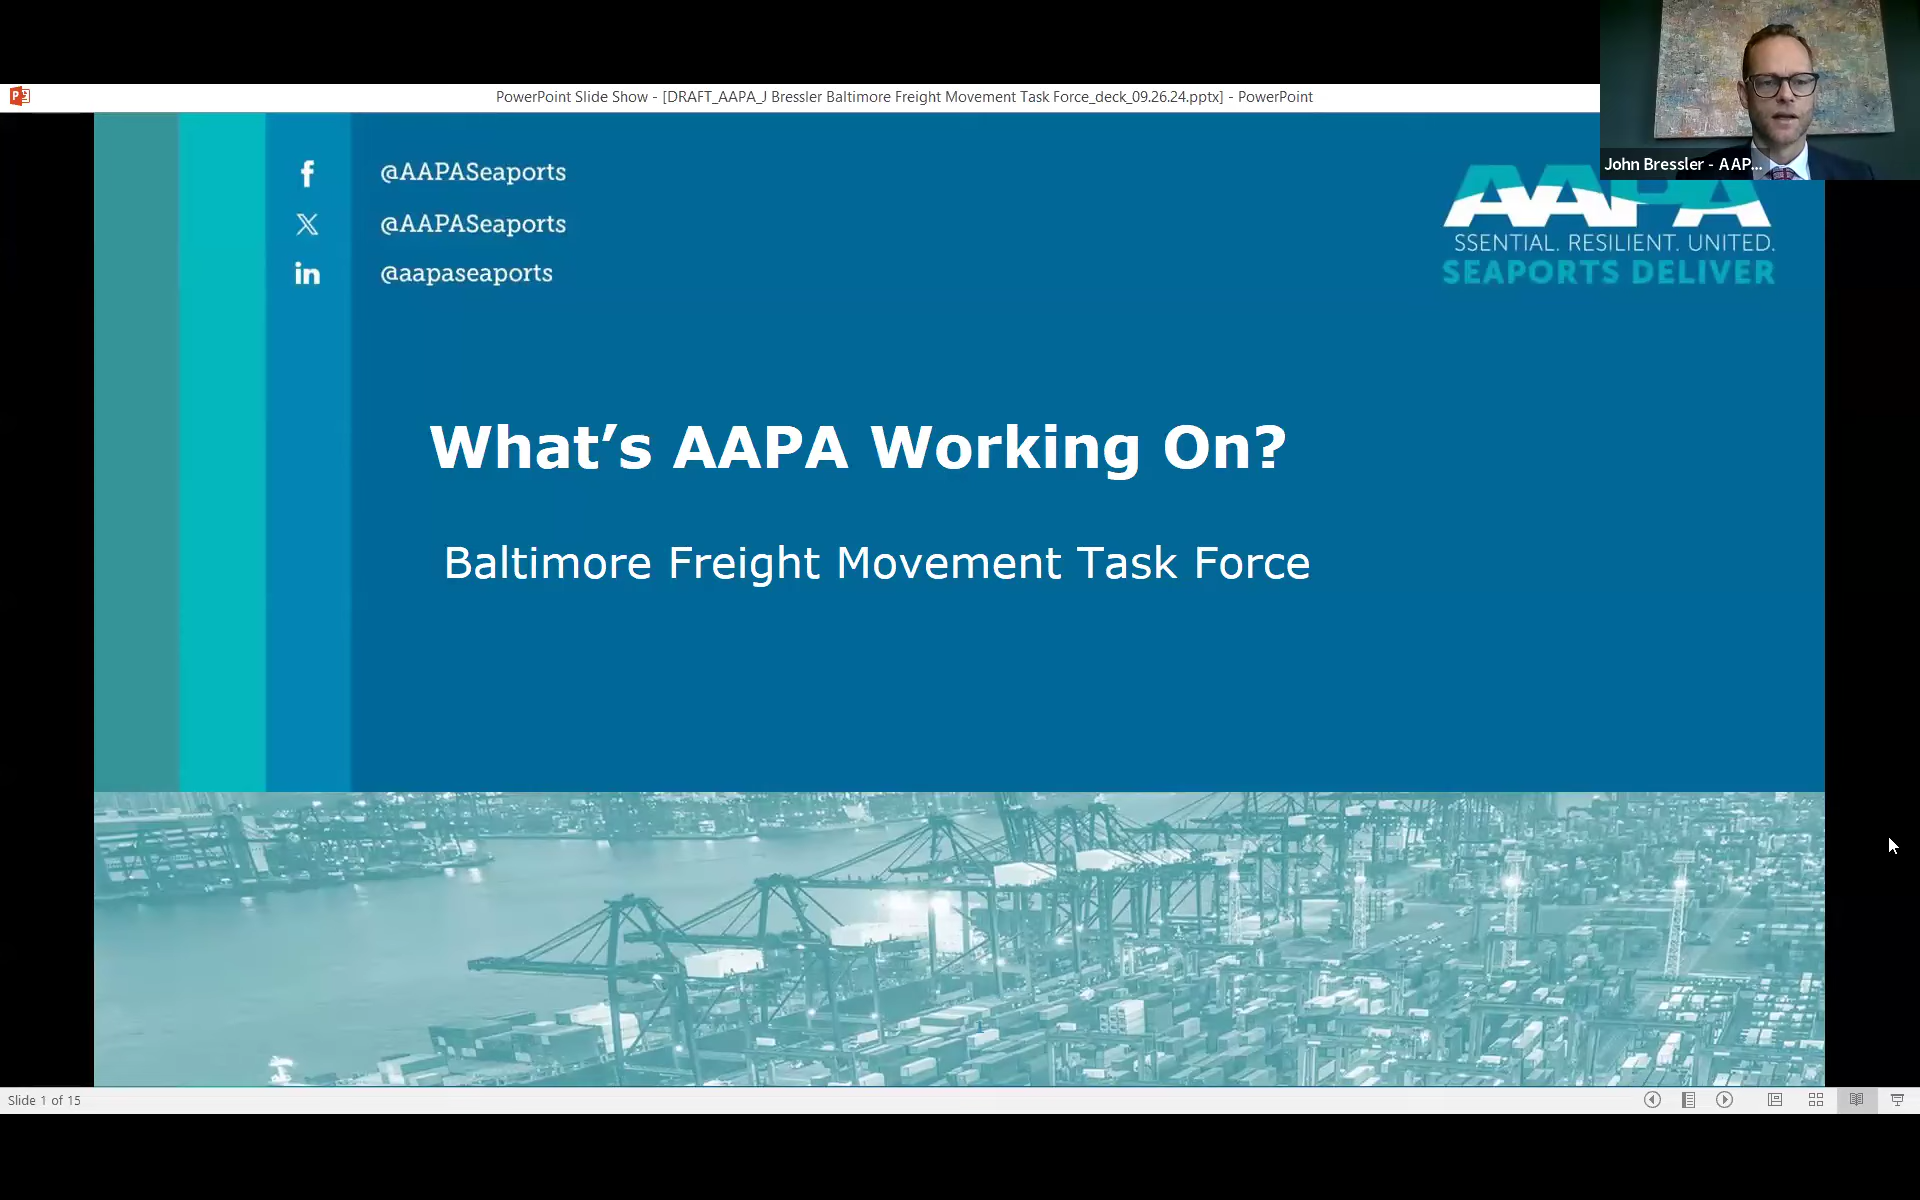 PowerPoint Slide Show - [DRAFT_AAPA_J Bressler Baltimore Freight Movement Task Force_deck_09.26.24.pptx] - PowerPoint
John Bressler - AAP...
@AAPASeaports
@AAPASeaports
@aapaseaports
AAPA
SSENTIAL. RESILIENT. UNITED.
SEAPORTS DELIVER
What’s AAPA Working On?
Baltimore Freight Movement Task Force
1
Slide 1 of 15